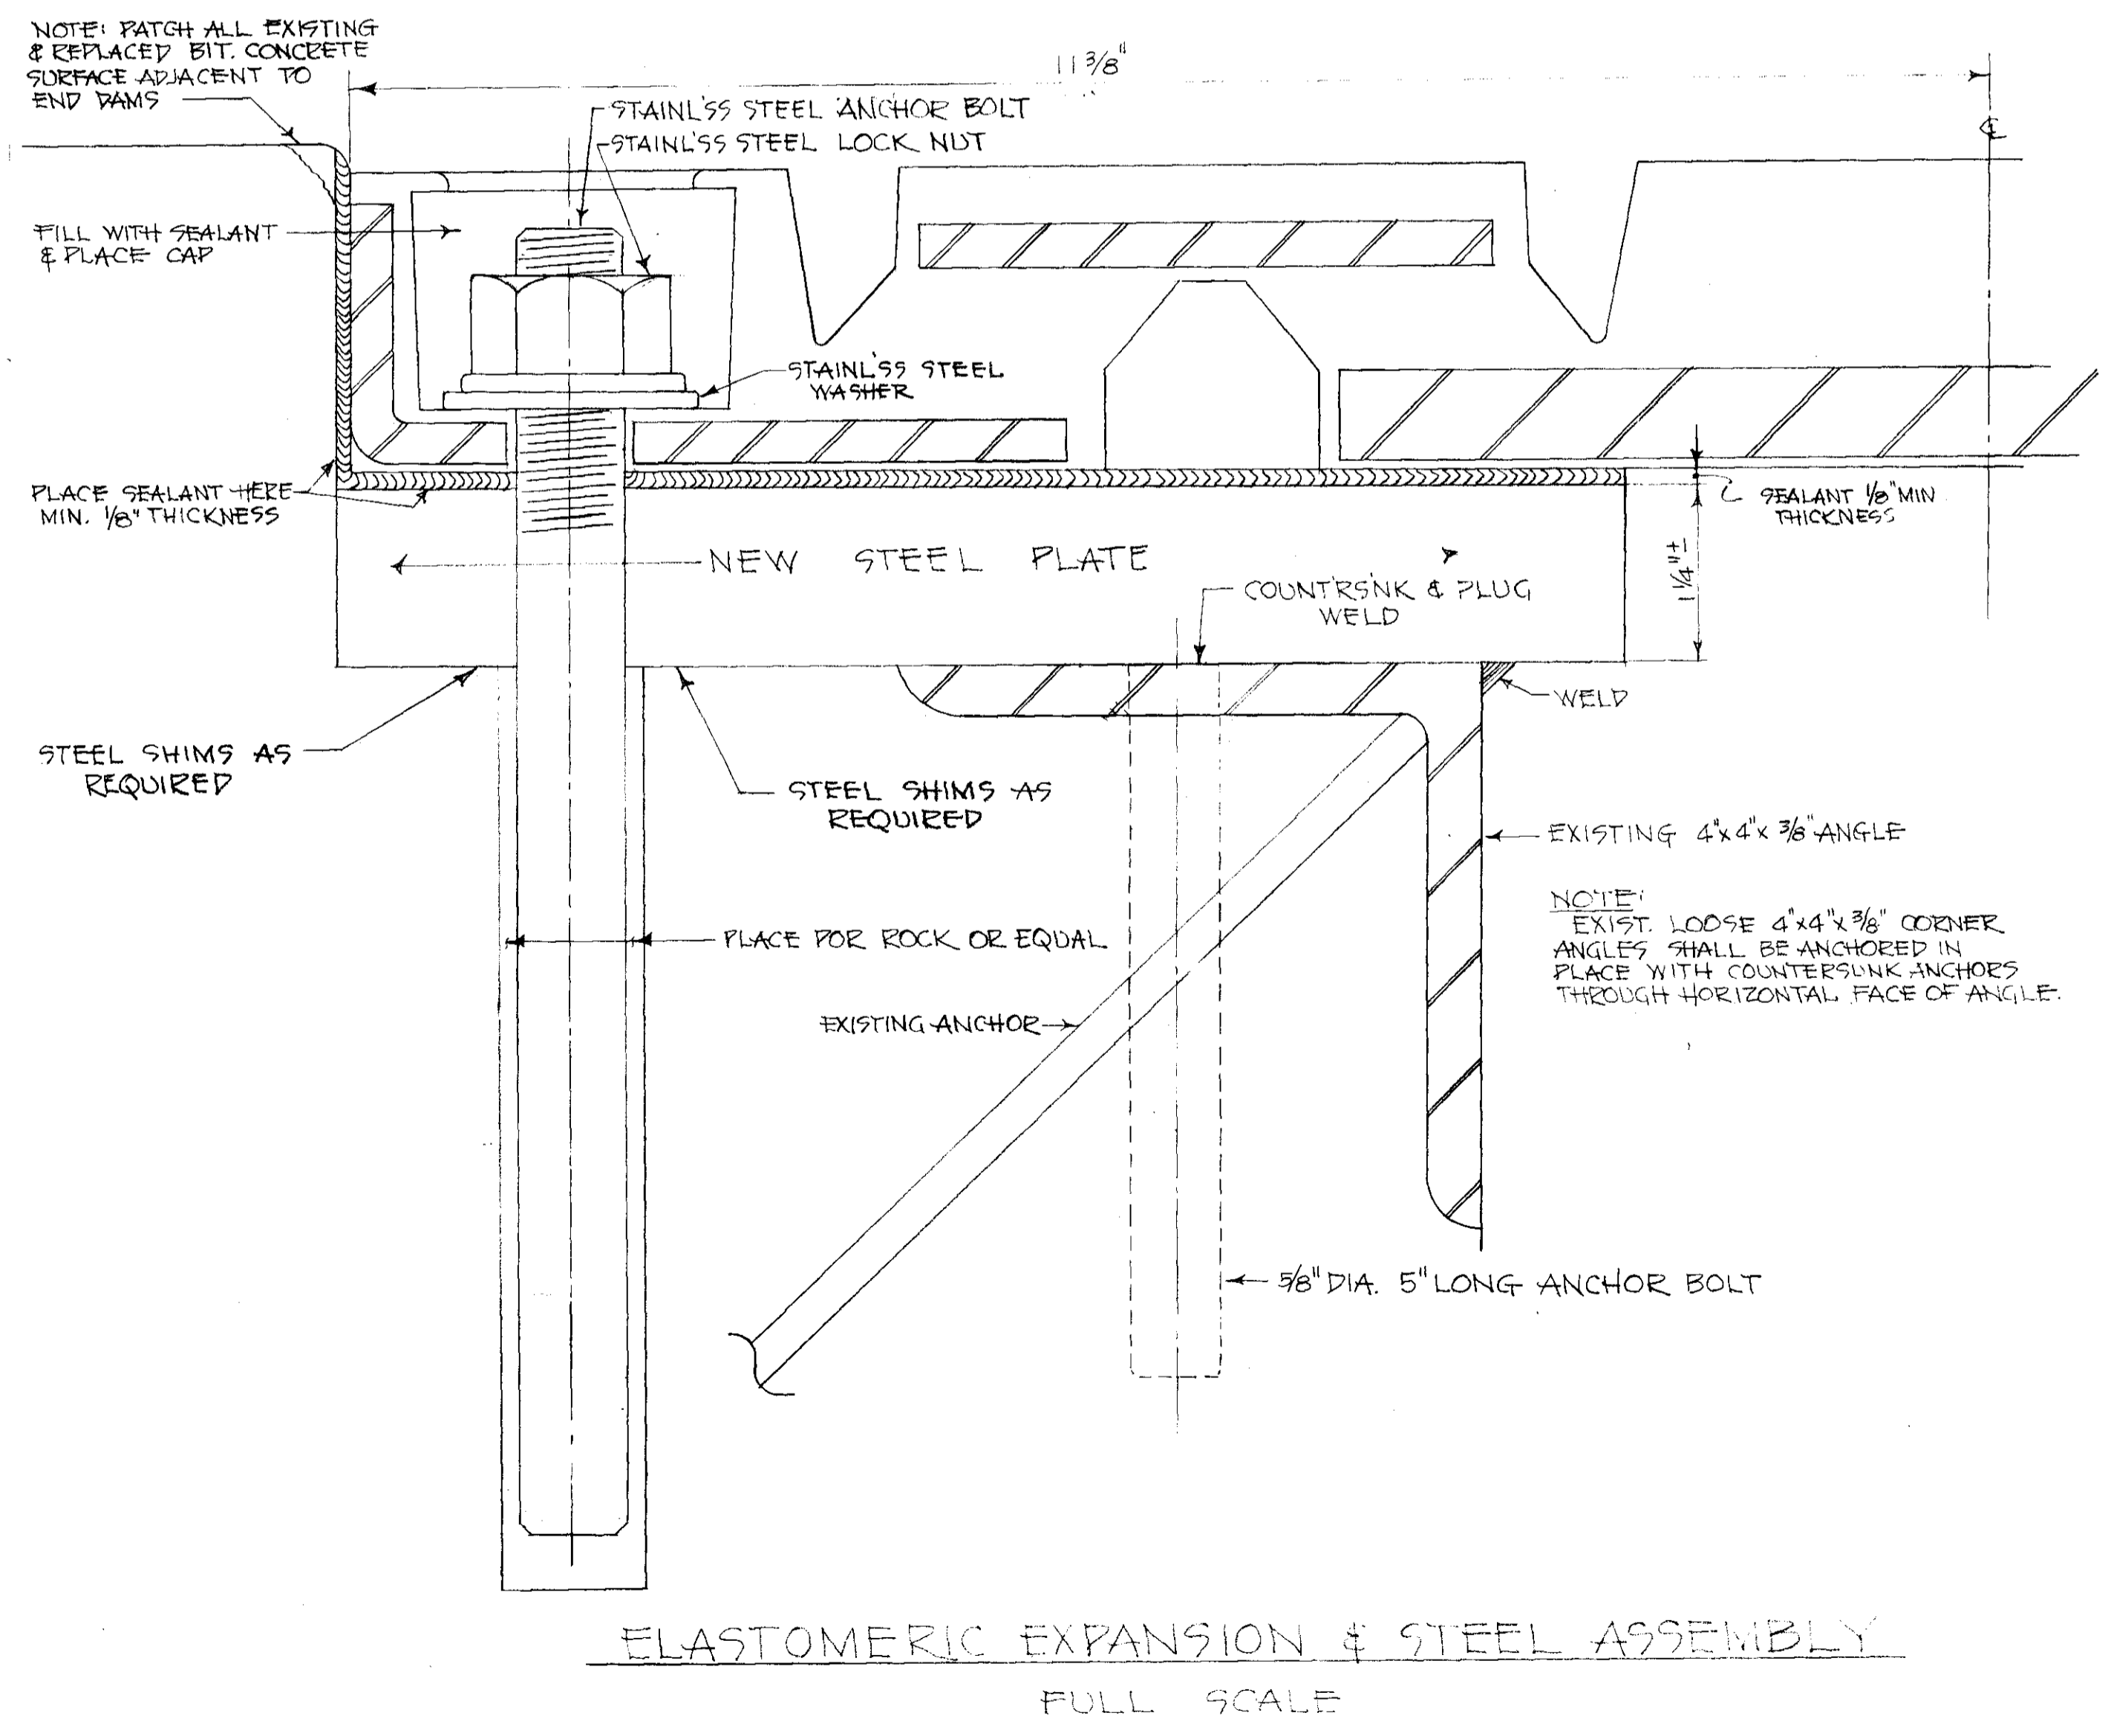 NOTE: PATCH ALL EXISTING
& REPLACED BIT. CONCRETE
SURFACE ADJACENT TO
END DAMS
11 3/8"
STAINL'SS STEEL ANCHOR BOLT
STAINL'SS STEEL LOCK NUT
℄
FILL WITH SEALANT
& PLACE CAP
STAINL'SS STEEL
WASHER
PLACE SEALANT HERE
MIN. 1/8" THICKNESS
SEALANT 1/8" MIN
THICKNESS
NEW STEEL PLATE
1 1/4"±
COUNT'RS'NK & PLUG
WELD
WELD
STEEL SHIMS AS
REQUIRED
STEEL SHIMS AS
REQUIRED
EXISTING 4"x4"x 3/8" ANGLE
NOTE:
EXIST. LOOSE 4"x4"x3/8" CORNER
ANGLES SHALL BE ANCHORED IN
PLACE WITH COUNTERSUNK ANCHORS
THROUGH HORIZONTAL FACE OF ANGLE.
PLACE POR ROCK OR EQUAL
EXISTING ANCHOR
5/8" DIA. 5" LONG ANCHOR BOLT
ELASTOMERIC EXPANSION & STEEL ASSEMBLY
FULL SCALE